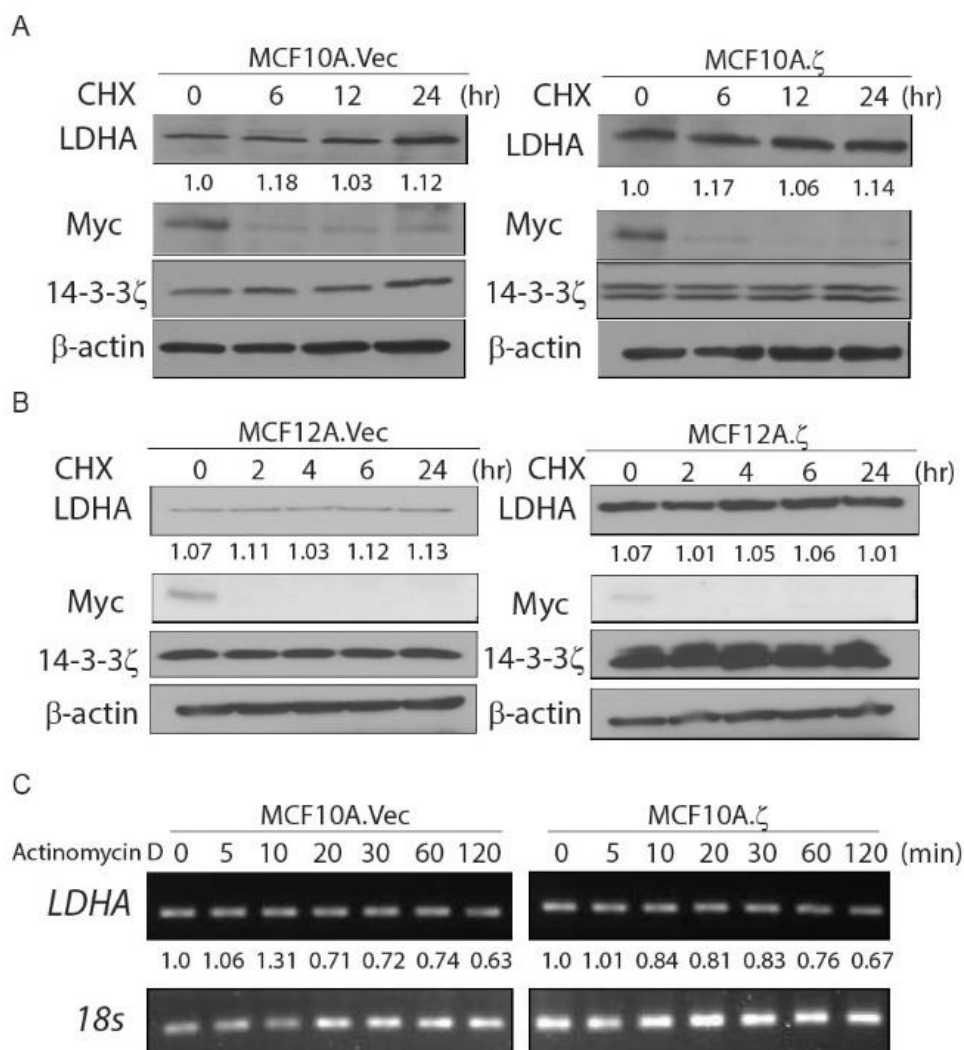 A
MCF10A.Vec
CHX 0 6 12 24 (hr)
LDHA
1.0 1.18 1.03 1.12
Myc
14-3-3ζ
β-actin
MCF10A.ζ
CHX 0 6 12 24 (hr)
LDHA
1.0 1.17 1.06 1.14
Myc
14-3-3ζ
β-actin
B
MCF12A.Vec
CHX 0 2 4 6 24 (hr)
LDHA
1.07 1.11 1.03 1.12 1.13
Myc
14-3-3ζ
β-actin
MCF12A.ζ
CHX 0 2 4 6 24 (hr)
LDHA
1.07 1.01 1.05 1.06 1.01
Myc
14-3-3ζ
β-actin
C
MCF10A.Vec
Actinomycin D 0 5 10 20 30 60 120
LDHA
1.0 1.06 1.31 0.71 0.72 0.74 0.63
18s
MCF10A.ζ
0 5 10 20 30 60 120 (min)
1.0 1.01 0.84 0.81 0.83 0.76 0.67